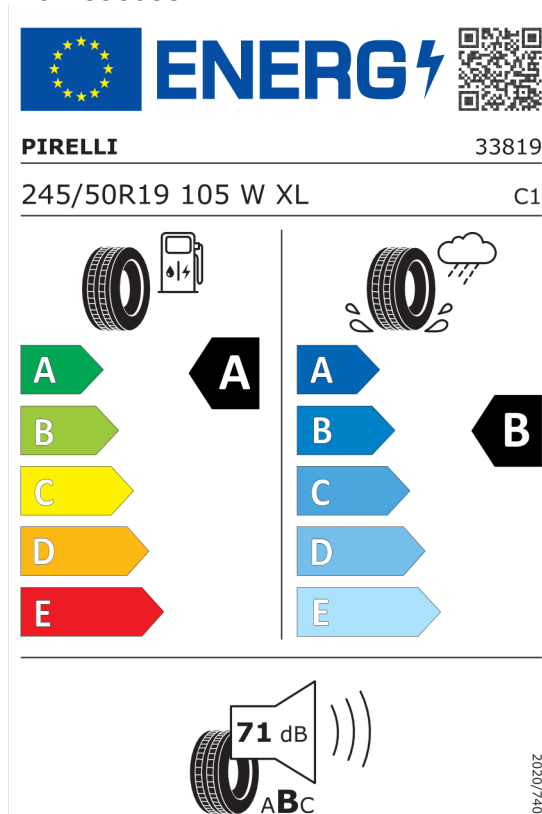 ENERG
PIRELLI 33819
245/50R19 105 W XL C1
A A A
B B B
C C
D D
E E
71 dB
ABC
2020/740